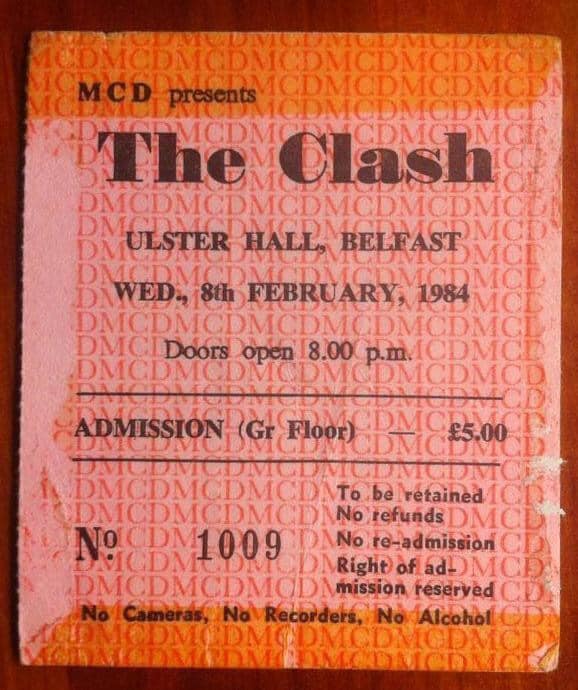 MCD presents
The Clash
ULSTER HALL, BELFAST
WED., 8th FEBRUARY, 1984
Doors open 8.00 p.m.
ADMISSION (Gr Floor) — £5.00
To be retained
No refunds
Nº 1009
No re-admission
Right of ad-
mission reserved
No Cameras, No Recorders, No Alcohol